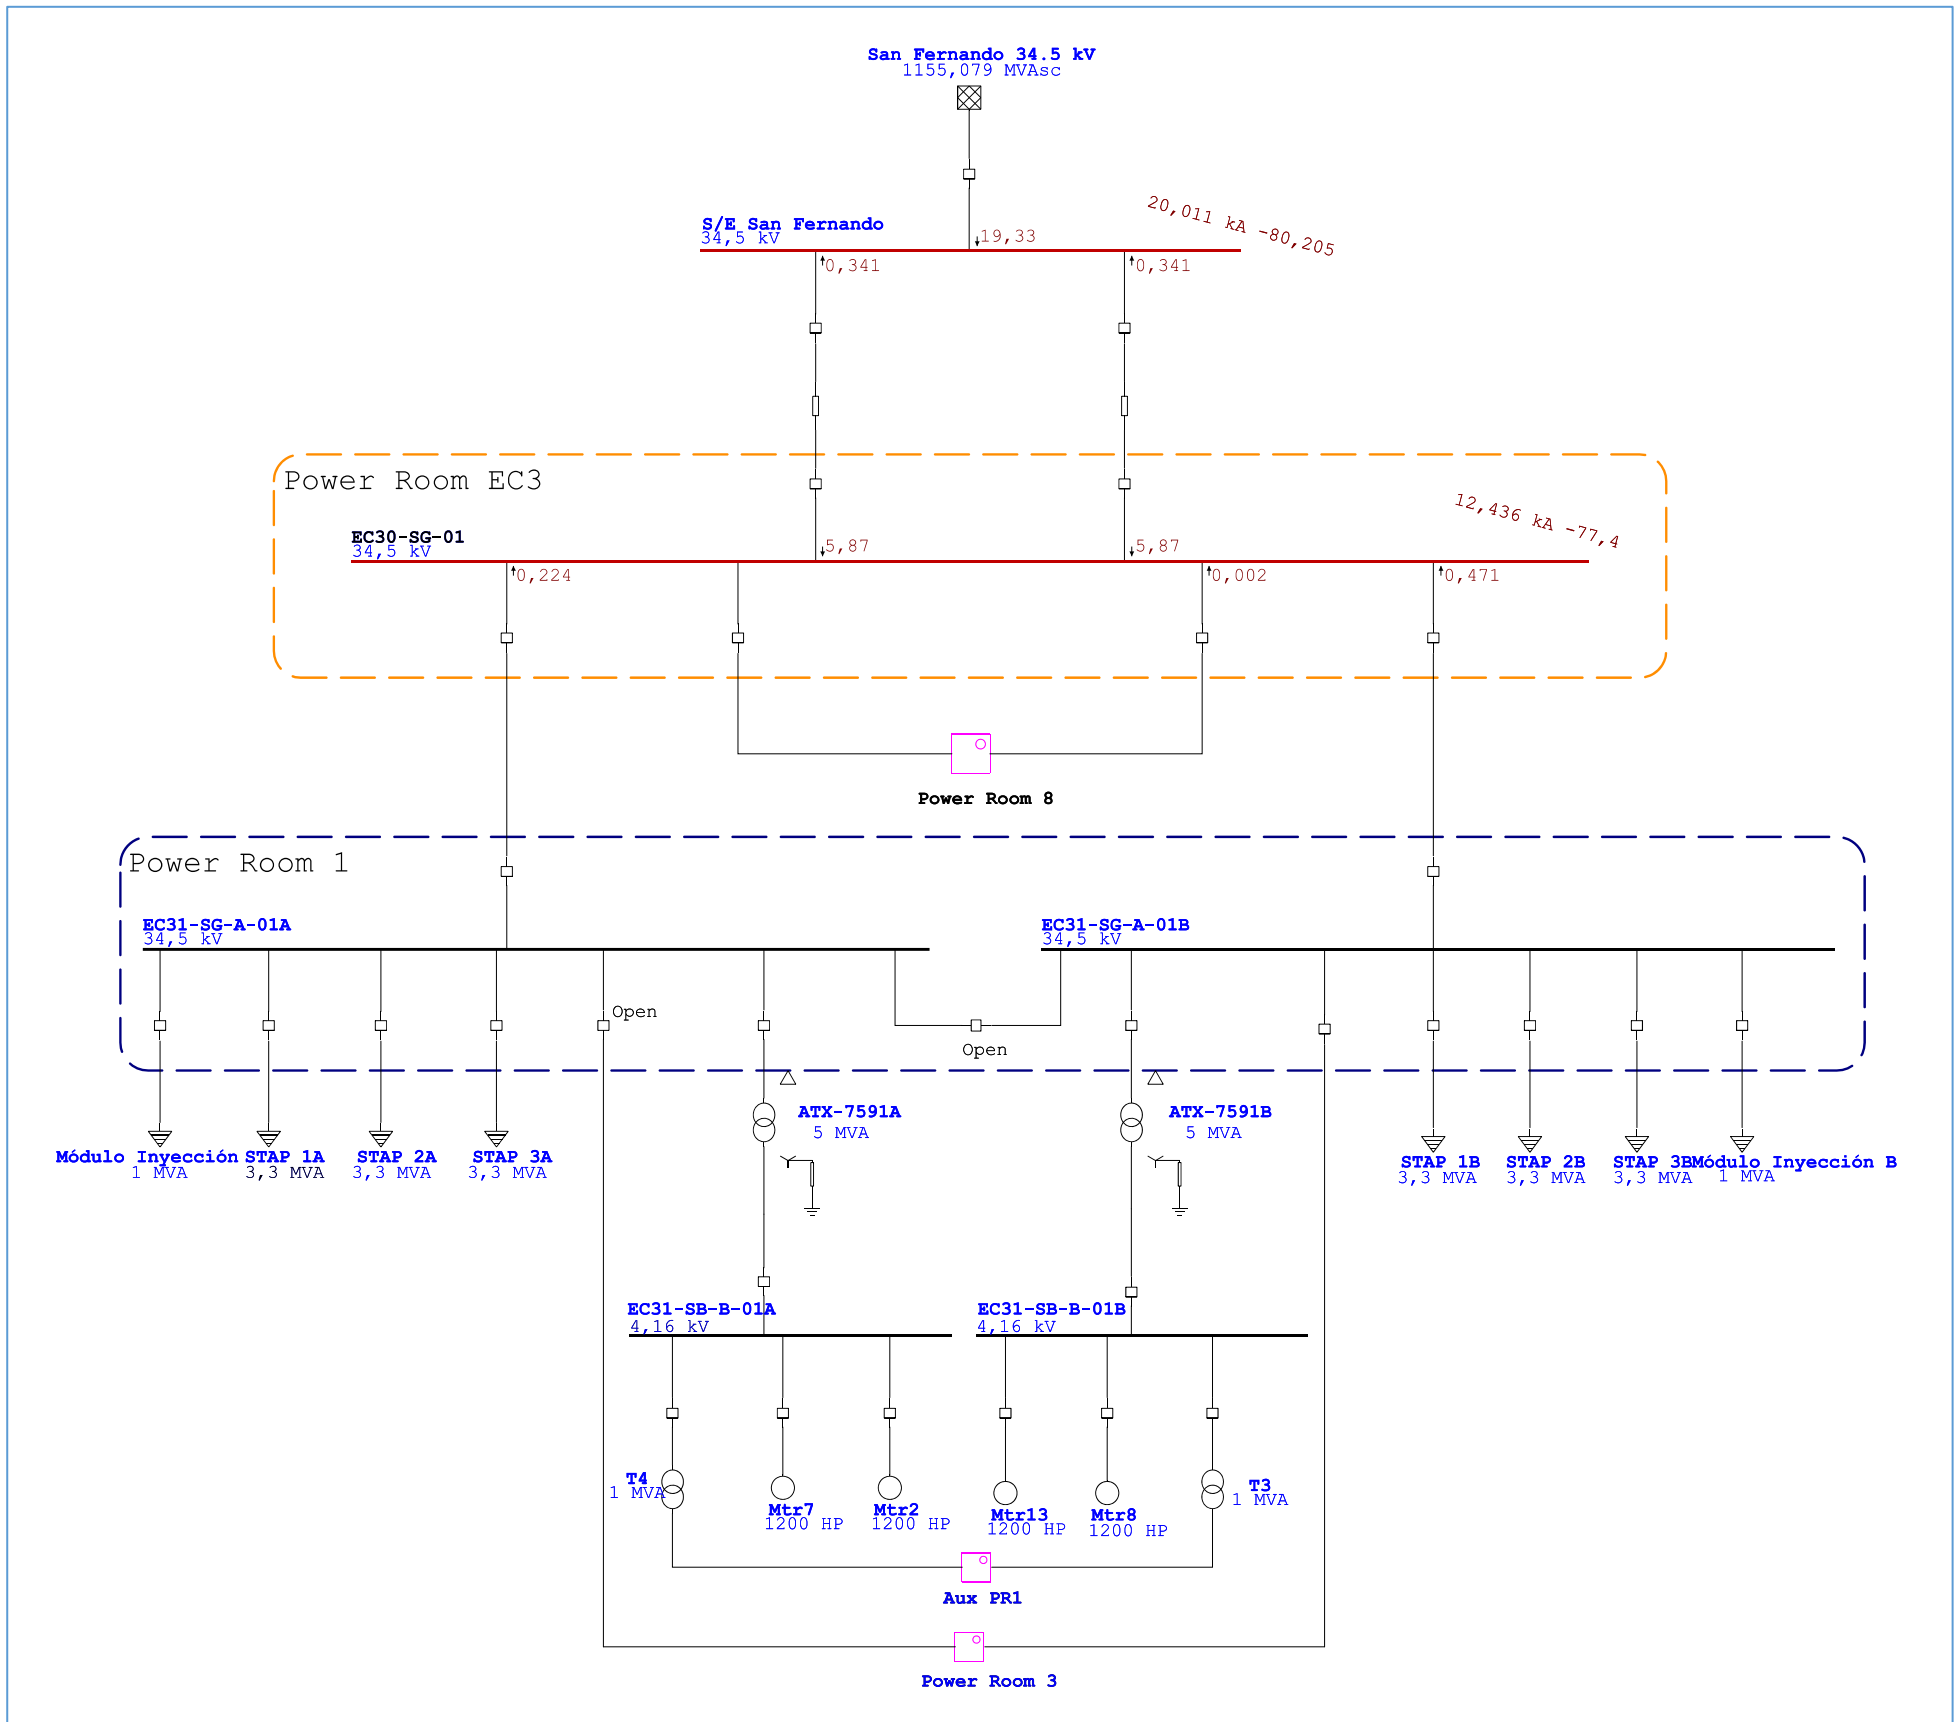 San Fernando 34.5 kV
1155,079 MVAsc
20,011 kA -80,205
S/E San Fernando
34,5 kV
19,33
0,341
0,341
Power Room EC3
12,436 kA -77,4
EC30-SG-01
34,5 kV
5,87
5,87
0,224
0,002
0,471
Power Room 8
Power Room 1
EC31-SG-A-01A
34,5 kV
EC31-SG-A-01B
34,5 kV
Open
Open
ATX-7591A
5 MVA
ATX-7591B
5 MVA
Módulo Inyección
1 MVA
STAP 1A
3,3 MVA
STAP 2A
3,3 MVA
STAP 3A
3,3 MVA
STAP 1B
3,3 MVA
STAP 2B
3,3 MVA
STAP 3B
3,3 MVA
Módulo Inyección B
1 MVA
EC31-SB-B-01A
4,16 kV
EC31-SB-B-01B
4,16 kV
T4
1 MVA
Mtr7
1200 HP
Mtr2
1200 HP
Mtr13
1200 HP
Mtr8
1200 HP
T3
1 MVA
Aux PR1
Power Room 3